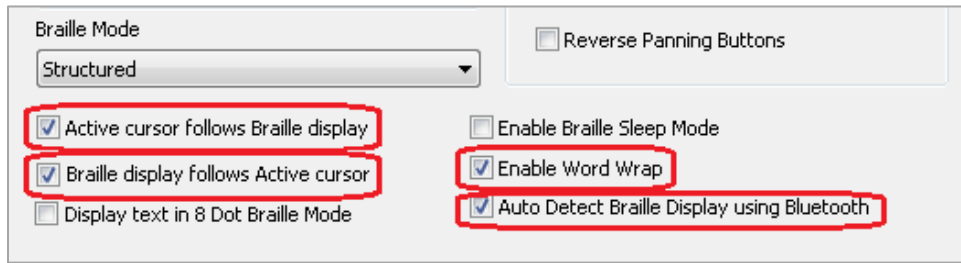 Braille Mode
Structured
Reverse Panning Buttons
Active cursor follows Braille display
Braille display follows Active cursor
Display text in 8 Dot Braille Mode
Enable Braille Sleep Mode
Enable Word Wrap
Auto Detect Braille Display using Bluetooth